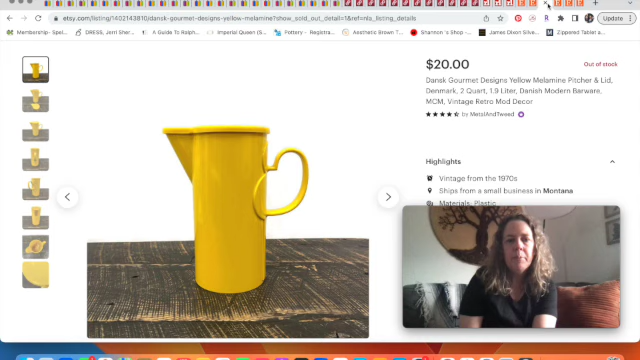 etsy.com/listing/1402143810/dansk-gourmet-designs-yellow-melamine?show_sold_out_detail=1&ref=nla_listing_details
Update
Membership- Spel...
DRESS, Ferrer - Sh...
A Guide To Ralph...
Imperial Queen (S...
Pottery - Registra...
Aesthetic Brown T...
Shannon 's Shop...
James Dixon Silve...
Zippered Tablet a...
$20.00
Out of stock
Dansk Gourmet Designs Yellow Melamine Pitcher & Lid,
Denmark, 2 Quart, 1.9 Liter, Danish Modern Barware,
MCM, Vintage Retro Mod Decor
by MetalAndTweed
Highlights
Vintage from the 1970s
Ships from a small business in Montana
Materials: Plastic